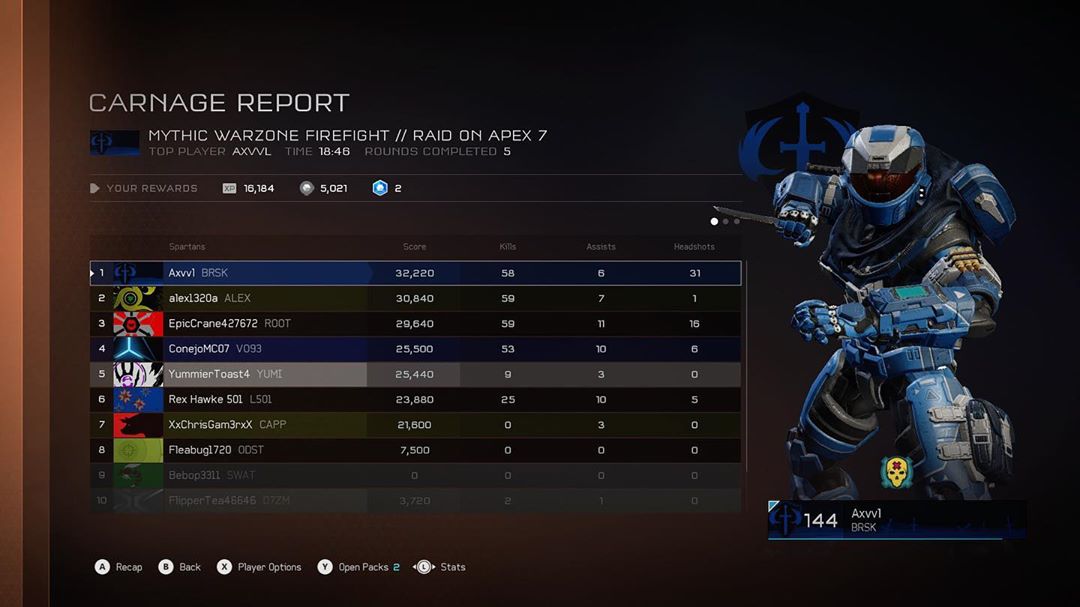 CARNAGE REPORT
MYTHIC WARZONE FIREFIGHT // RAID ON APEX 7
TOP PLAYER AXVVL TIME 18:46 ROUNDS COMPLETED 5
YOUR REWARDS XP 16,184 5,021 2
Spartans Score Kills Assists Headshots
1 Axvvl BRSK 32,220 58 6 31
2 alex1320a ALEX 30,840 59 7 1
3 EpicCrane427672 ROOT 29,640 59 11 16
4 ConejoMC07 V093 25,500 53 10 6
5 YummierToast4 YUMI 25,440 9 3 0
6 Rex Hawke 501 L501 23,880 25 10 5
7 XxChrisGam3rxX CAPP 21,600 0 3 0
8 Fleabug1720 ODST 7,500 0 0 0
9 Bebop3311 SWAT 0 0 0 0
10 FlipperTea46646 D7ZM 3,720 2 1 0
144 Axvvl
BRSK
A Recap B Back X Player Options Y Open Packs 2 L Stats